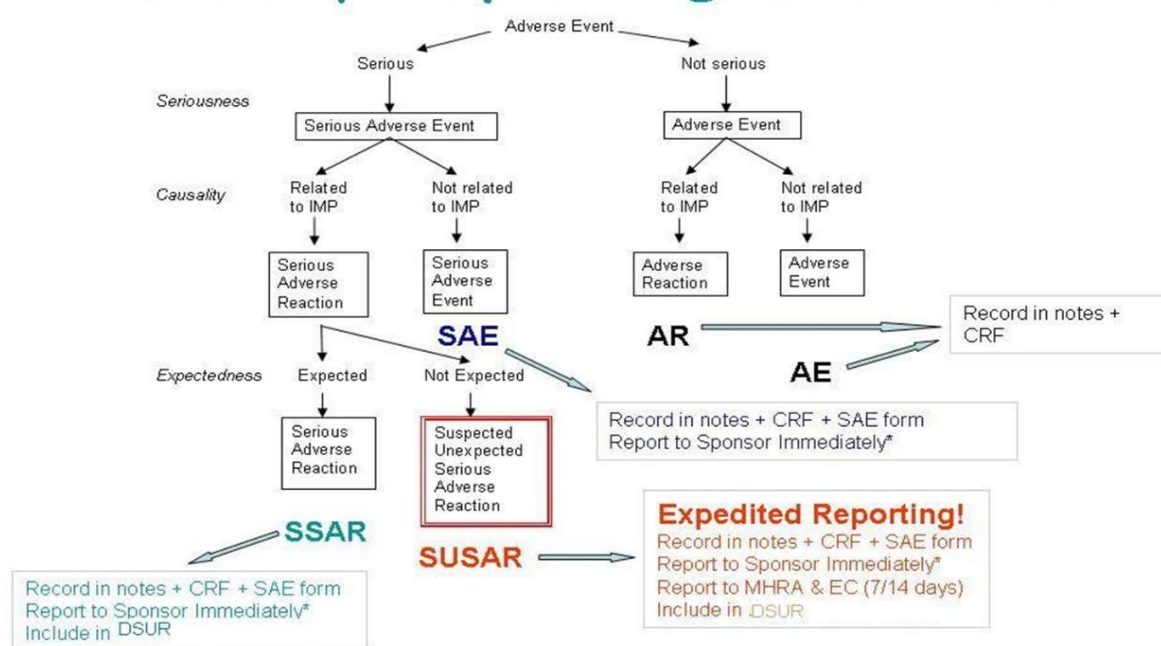 Adverse Event
Serious
Not serious
Seriousness
Serious Adverse Event
Adverse Event
Causality
Related
to IMP
Not related
to IMP
Related
to IMP
Not related
to IMP
Serious
Adverse
Reaction
Serious
Adverse
Event
Adverse
Reaction
Adverse
Event
SAE
AR
AE
Record in notes +
CRF
Expectedness
Expected
Not Expected
Record in notes + CRF + SAE form
Report to Sponsor Immediately*
Serious
Adverse
Reaction
Suspected
Unexpected
Serious
Adverse
Reaction
SSAR
SUSAR
Expedited Reporting!
Record in notes + CRF + SAE form
Report to Sponsor Immediately*
Report to MHRA & EC (7/14 days)
Include in DSUR
Record in notes + CRF + SAE form
Report to Sponsor Immediately*
Include in DSUR